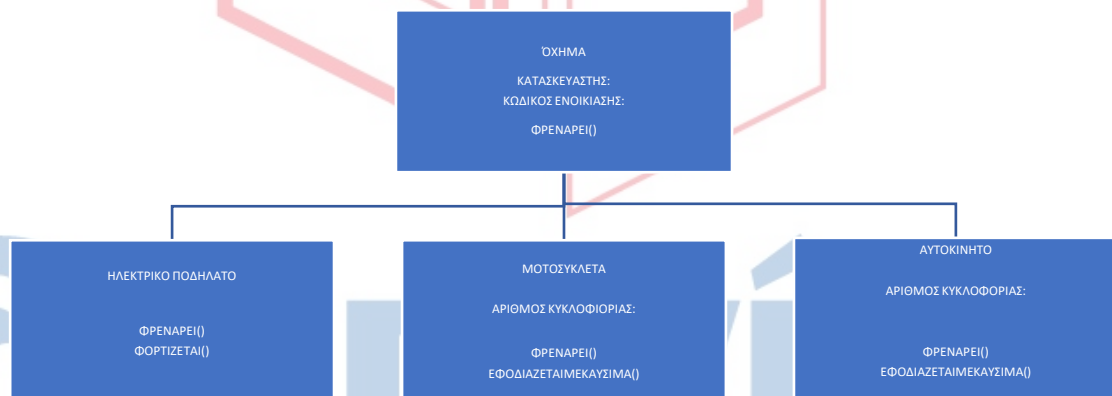 ΌΧΗΜΑ
ΚΑΤΑΣΚΕΥΑΣΤΗΣ:
ΚΩΔΙΚΟΣ ΕΝΟΙΚΙΑΣΗΣ:
ΦΡΕΝΑΡΕΙ()
ΗΛΕΚΤΡΙΚΟ ΠΟΔΗΛΑΤΟ
ΦΡΕΝΑΡΕΙ()
ΦΟΡΤΙΖΕΤΑΙ()
ΜΟΤΟΣΥΚΛΕΤΑ
ΑΡΙΘΜΟΣ ΚΥΚΛΟΦΙΟΡΙΑΣ:
ΦΡΕΝΑΡΕΙ()
ΕΦΟΔΙΑΖΕΤΑΙΜΕΚΑΥΣΙΜΑ()
ΑΥΤΟΚΙΝΗΤΟ
ΑΡΙΘΜΟΣ ΚΥΚΛΟΦΟΡΙΑΣ:
ΦΡΕΝΑΡΕΙ()
ΕΦΟΔΙΑΖΕΤΑΙΜΕΚΑΥΣΙΜΑ()